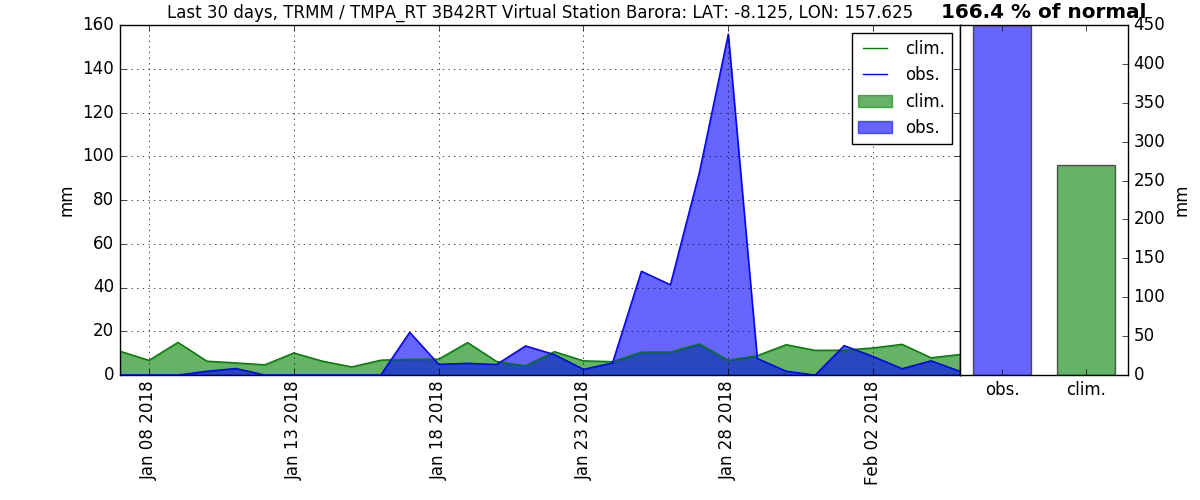 Last 30 days, TRMM / TMPA_RT 3B42RT Virtual Station Barora: LAT: -8.125, LON: 157.625
166.4 % of normal
160
140
120
100
80
60
40
20
0
mm
clim.
obs.
clim.
obs.
450
400
350
300
250
200
150
100
50
0
mm
obs.
clim.
Jan 08 2018
Jan 13 2018
Jan 18 2018
Jan 23 2018
Jan 28 2018
Feb 02 2018